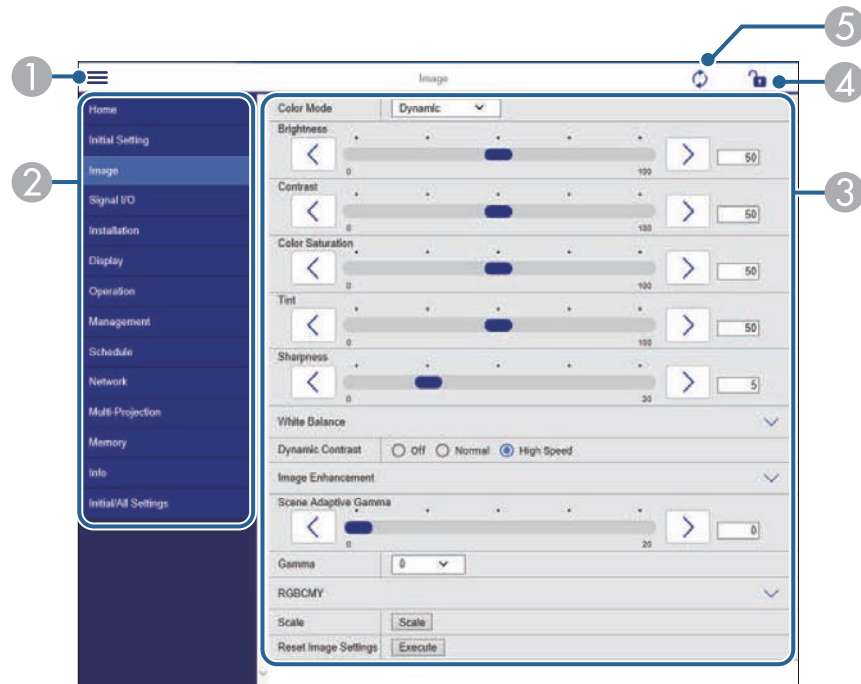 5
1
Image
4
2
3
Home
Initial Setting
Image
Signal I/O
Installation
Display
Operation
Management
Schedule
Network
Multi-Projection
Memory
Info
Initial/All Settings
Color Mode Dynamic
Brightness
50
0 100
Contrast
50
0 100
Color Saturation
50
0 100
Tint
50
0 100
Sharpness
5
0 20
White Balance
Dynamic Contrast Off Normal High Speed
Image Enhancement
Scene Adaptive Gamma
0
0 20
Gamma 0
RGBCMY
Scale Scale
Reset Image Settings Execute